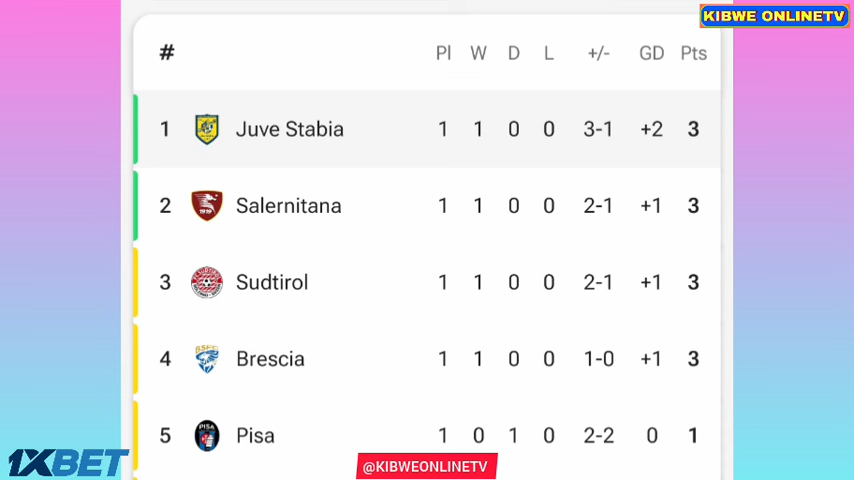 KIBWE ONLINETV
# Pl W D L +/- GD Pts
1 Juve Stabia 1 1 0 0 3-1 +2 3
2 1919 Salernitana 1 1 0 0 2-1 +1 3
3 Sudtirol 1 1 0 0 2-1 +1 3
4 BSFC Brescia 1 1 0 0 1-0 +1 3
5 PISA Pisa 1 0 1 0 2-2 0 1
1XBET
@KIBWEONLINETV